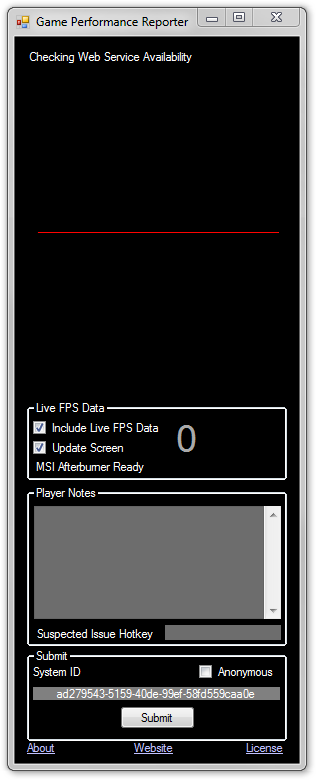 Game Performance Reporter
Checking Web Service Availability
Live FPS Data
Include Live FPS Data
0
Update Screen
MSI Afterburner Ready
Player Notes
Suspected Issue Hotkey
Submit
System ID
Anonymous
ad279543-5159-40de-99ef-58fd559caa0e
Submit
About
Website
License